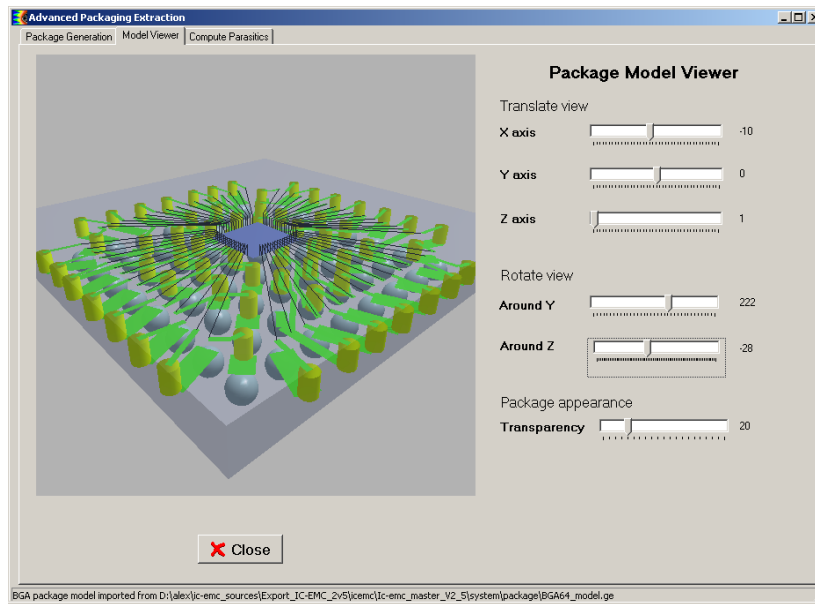 Advanced Packaging Extraction
Package Generation Model Viewer Compute Parasitics
Package Model Viewer
Translate view
X axis -10
Y axis 0
Z axis 1
Rotate view
Around Y 222
Around Z -28
Package appearance
Transparency 20
Close
BGA package model imported from D:\alex\ic-emc_sources\Export_IC-EMC_2v5\icemc\Ic-emc_master_V2_5\system\package\BGA64_model.ge